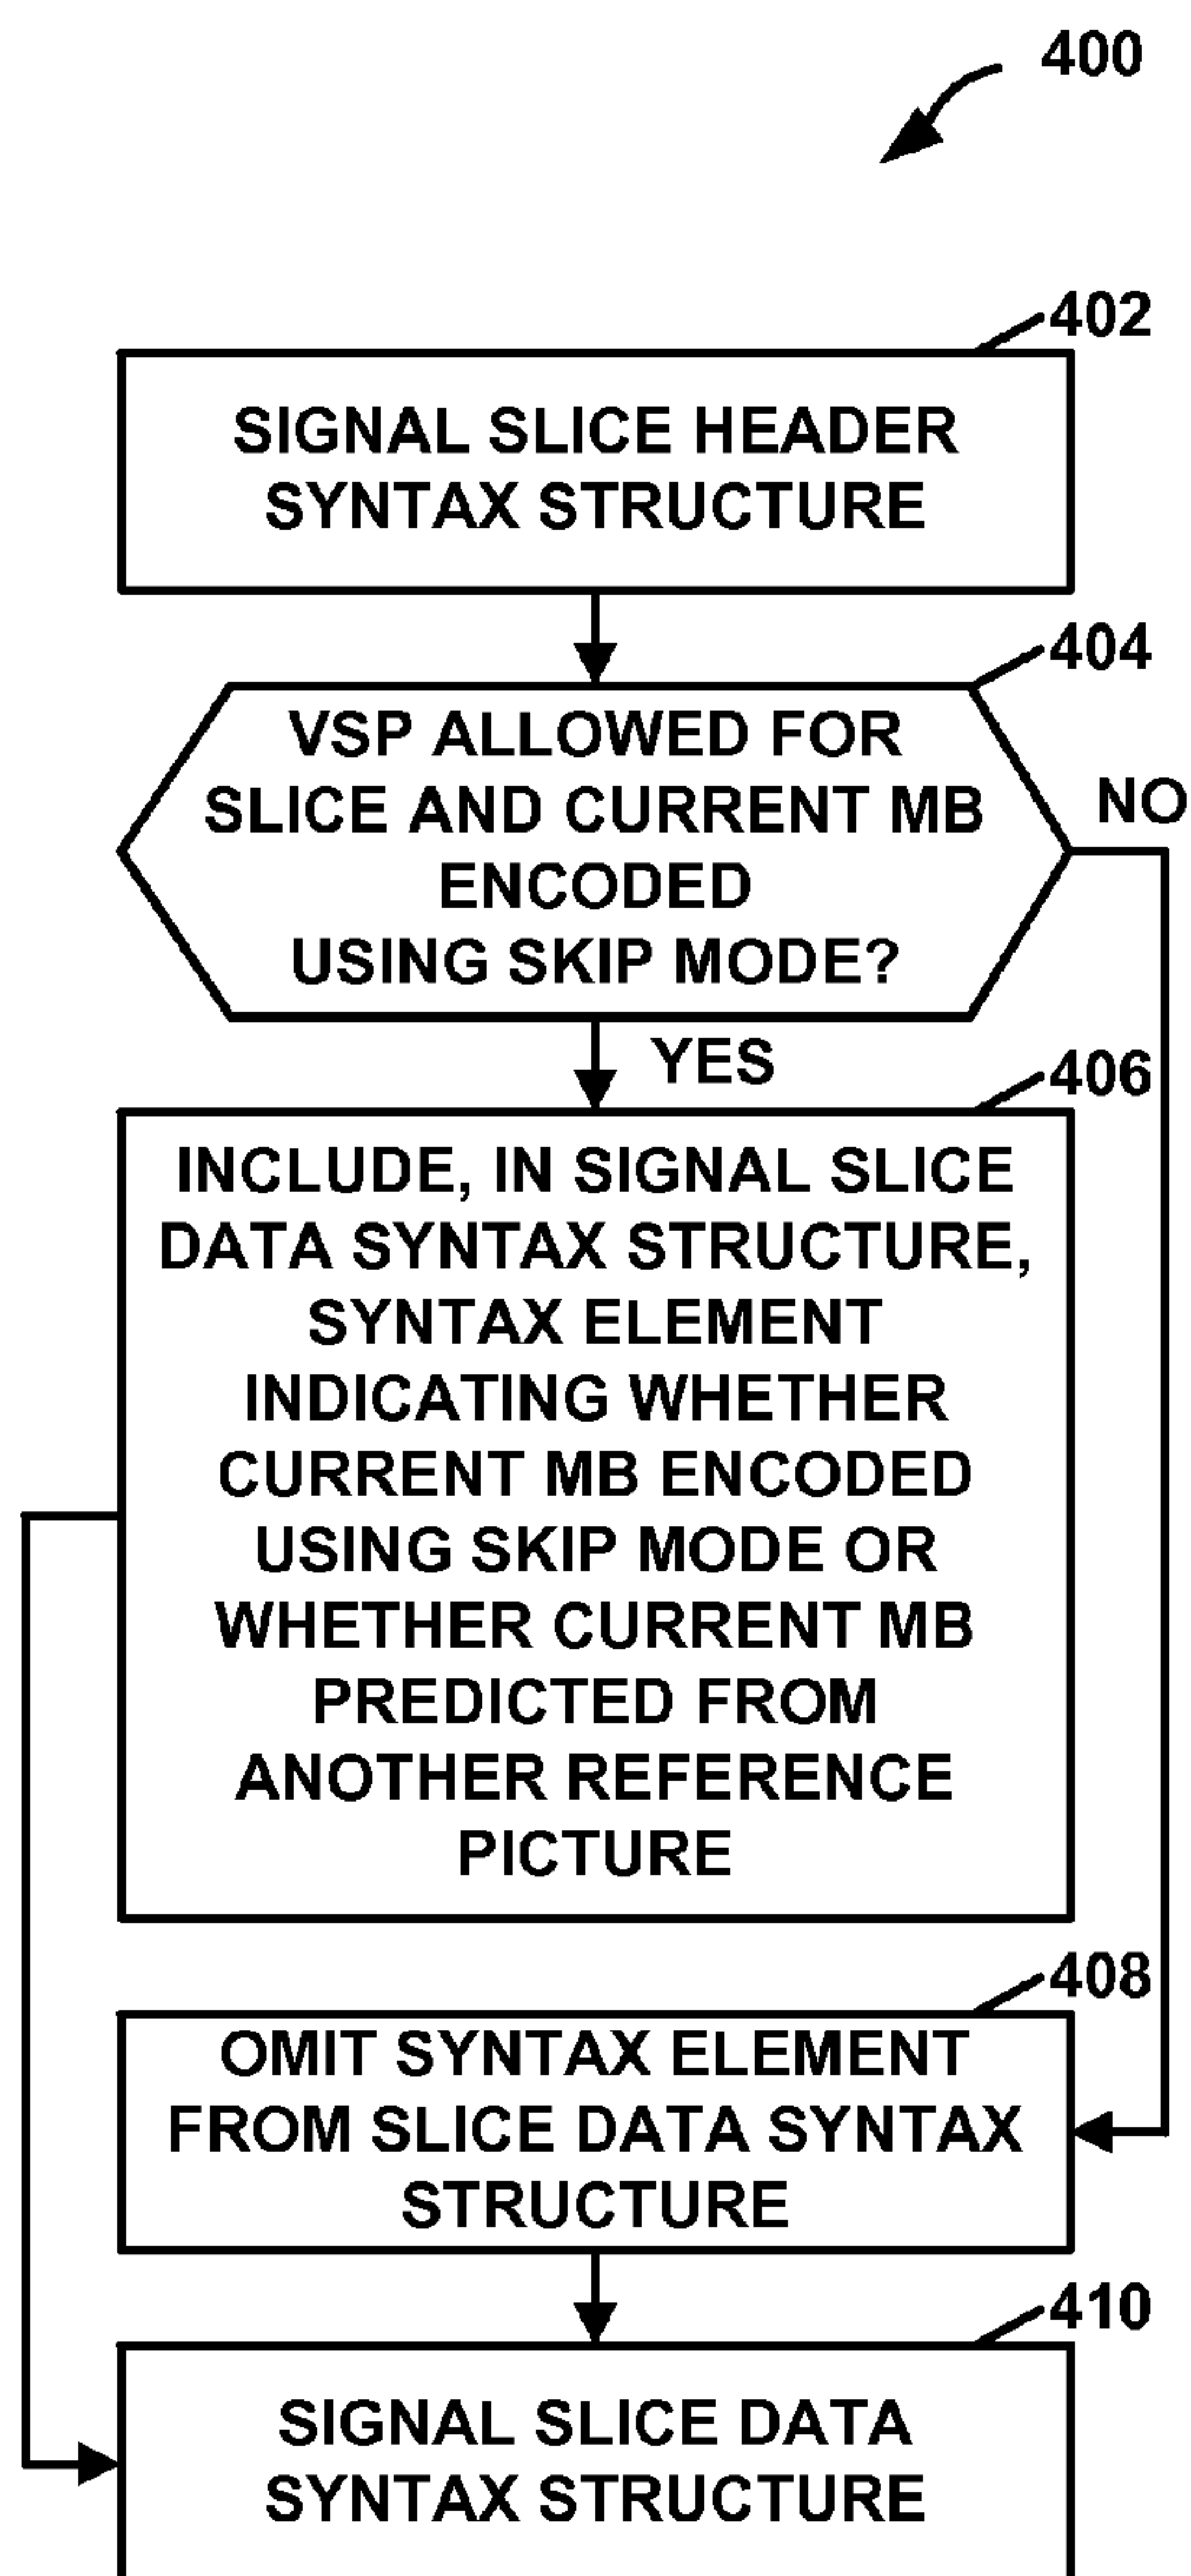 400
402
SIGNAL SLICE HEADER
SYNTAX STRUCTURE
404
VSP ALLOWED FOR
SLICE AND CURRENT MB
ENCODED
USING SKIP MODE?
NO
YES
406
INCLUDE, IN SIGNAL SLICE
DATA SYNTAX STRUCTURE,
SYNTAX ELEMENT
INDICATING WHETHER
CURRENT MB ENCODED
USING SKIP MODE OR
WHETHER CURRENT MB
PREDICTED FROM
ANOTHER REFERENCE
PICTURE
408
OMIT SYNTAX ELEMENT
FROM SLICE DATA SYNTAX
STRUCTURE
410
SIGNAL SLICE DATA
SYNTAX STRUCTURE